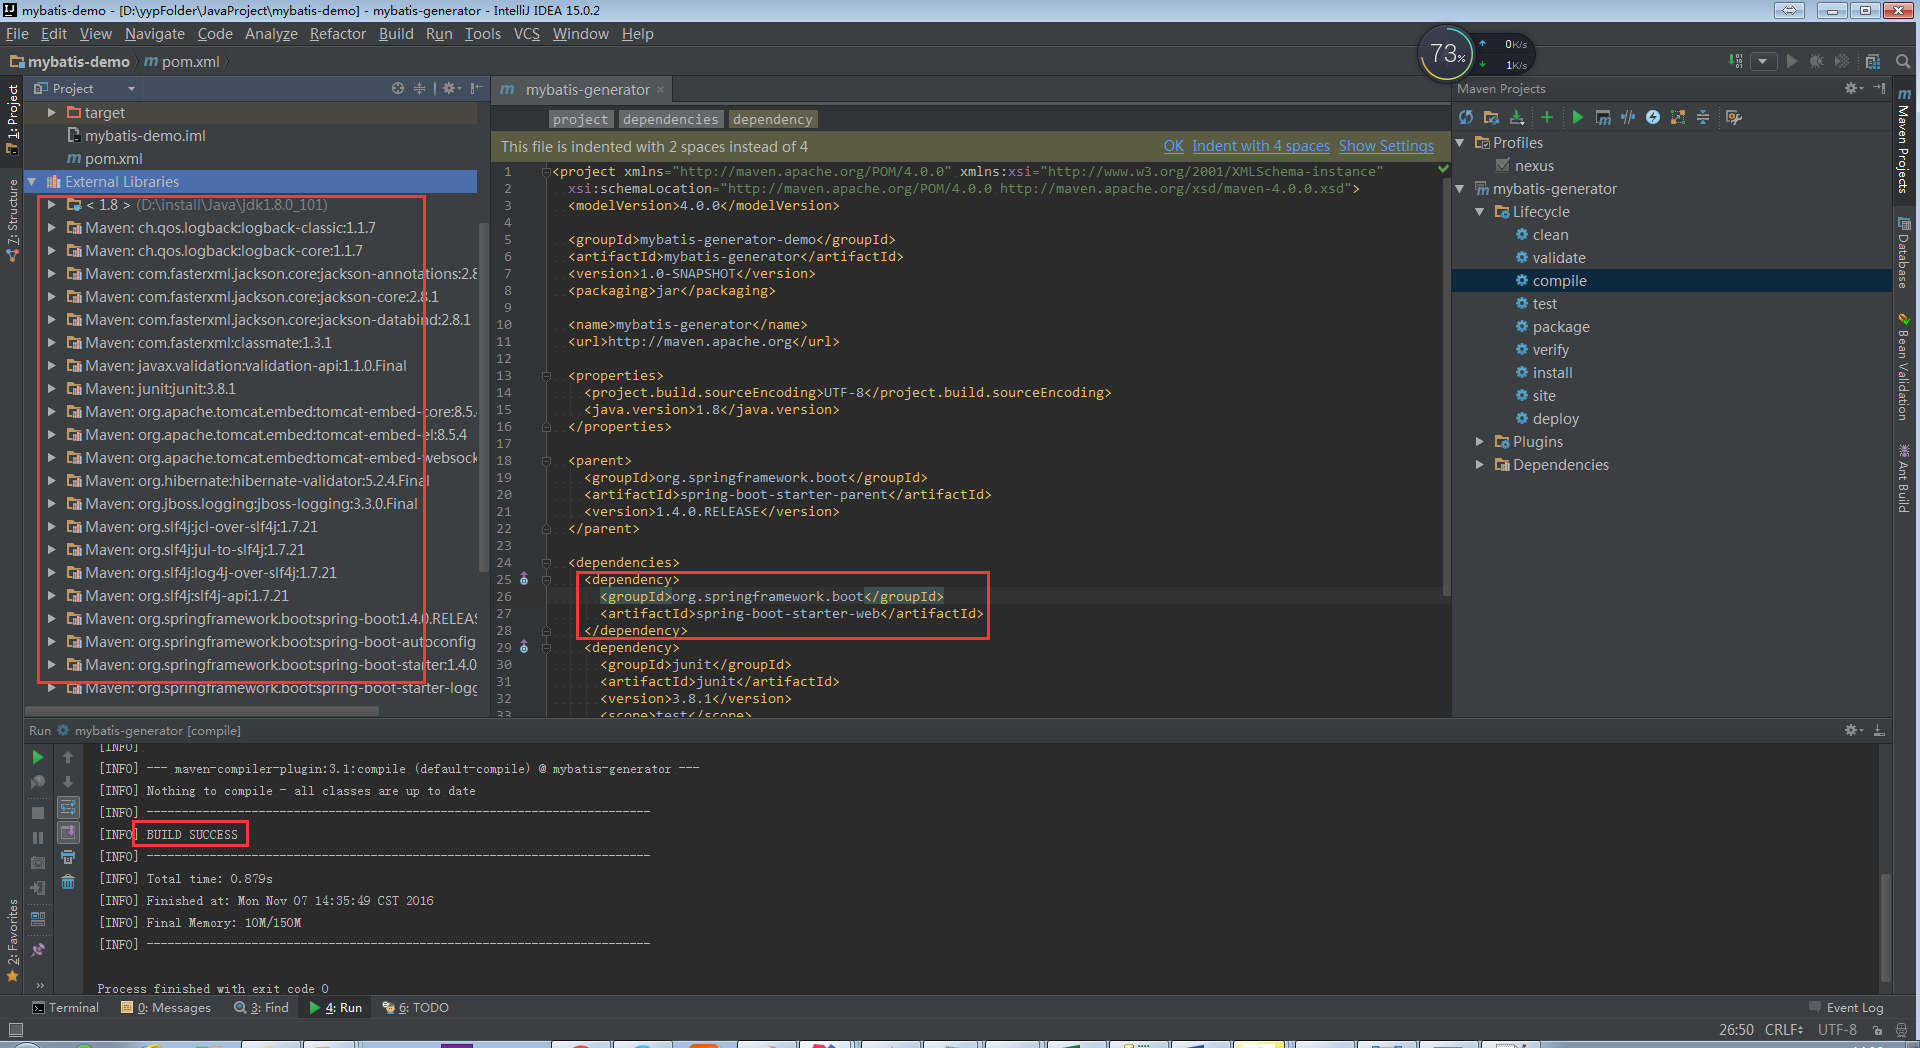 mybatis-demo - [D:\yypFolder\JavaProject\mybatis-demo] - mybatis-generator - IntelliJ IDEA 15.0.2
File Edit View Navigate Code Analyze Refactor Build Run Tools VCS Window Help
mybatis-demo m pom.xml
73% 0K/s
1K/s
Project
target
mybatis-demo.iml
m pom.xml
External Libraries
< 1.8 > (D:\install\Java\jdk1.8.0_101)
Maven: ch.qos.logback:logback-classic:1.1.7
Maven: ch.qos.logback:logback-core:1.1.7
Maven: com.fasterxml.jackson.core:jackson-annotations:2.8
Maven: com.fasterxml.jackson.core:jackson-core:2.8.1
Maven: com.fasterxml.jackson.core:jackson-databind:2.8.1
Maven: com.fasterxml:classmate:1.3.1
Maven: javax.validation:validation-api:1.1.0.Final
Maven: junit:junit:3.8.1
Maven: org.apache.tomcat.embed:tomcat-embed-core:8.5.
Maven: org.apache.tomcat.embed:tomcat-embed-el:8.5.4
Maven: org.apache.tomcat.embed:tomcat-embed-websock
Maven: org.hibernate:hibernate-validator:5.2.4.Final
Maven: org.jboss.logging:jboss-logging:3.3.0.Final
Maven: org.slf4j:jcl-over-slf4j:1.7.21
Maven: org.slf4j:jul-to-slf4j:1.7.21
Maven: org.slf4j:log4j-over-slf4j:1.7.21
Maven: org.slf4j:slf4j-api:1.7.21
Maven: org.springframework.boot:spring-boot:1.4.0.RELEAS
Maven: org.springframework.boot:spring-boot-autoconfig
Maven: org.springframework.boot:spring-boot-starter:1.4.0
Maven: org.springframework.boot:spring-boot-starter-logg
1: Project
7: Structure
2: Favorites
m mybatis-generator
project dependencies dependency
This file is indented with 2 spaces instead of 4 OK Indent with 4 spaces Show Settings
1 <project xmlns="http://maven.apache.org/POM/4.0.0" xmlns:xsi="http://www.w3.org/2001/XMLSchema-instance"
2 xsi:schemaLocation="http://maven.apache.org/POM/4.0.0 http://maven.apache.org/xsd/maven-4.0.0.xsd">
3 <modelVersion>4.0.0</modelVersion>
4
5 <groupId>mybatis-generator-demo</groupId>
6 <artifactId>mybatis-generator</artifactId>
7 <version>1.0-SNAPSHOT</version>
8 <packaging>jar</packaging>
9
10 <name>mybatis-generator</name>
11 <url>http://maven.apache.org</url>
12
13 <properties>
14 <project.build.sourceEncoding>UTF-8</project.build.sourceEncoding>
15 <java.version>1.8</java.version>
16 </properties>
17
18 <parent>
19 <groupId>org.springframework.boot</groupId>
20 <artifactId>spring-boot-starter-parent</artifactId>
21 <version>1.4.0.RELEASE</version>
22 </parent>
23
24 <dependencies>
25 <dependency>
26 <groupId>org.springframework.boot</groupId>
27 <artifactId>spring-boot-starter-web</artifactId>
28 </dependency>
29 <dependency>
30 <groupId>junit</groupId>
31 <artifactId>junit</artifactId>
32 <version>3.8.1</version>
33 <scope>test</scope>
Maven Projects
Profiles
nexus
mybatis-generator
Lifecycle
clean
validate
compile
test
package
verify
install
site
deploy
Plugins
Dependencies
m Maven Projects
Database
Bean Validation
Ant Build
Run mybatis-generator [compile]
[INFO]
[INFO] --- maven-compiler-plugin:3.1:compile (default-compile) @ mybatis-generator ---
[INFO] Nothing to compile - all classes are up to date
[INFO] ------------------------------------------------------------------------
[INFO] BUILD SUCCESS
[INFO] ------------------------------------------------------------------------
[INFO] Total time: 0.879s
[INFO] Finished at: Mon Nov 07 14:35:49 CST 2016
[INFO] Final Memory: 10M/150M
[INFO] ------------------------------------------------------------------------
Process finished with exit code 0
Terminal 0: Messages 3: Find 4: Run 6: TODO Event Log
26:50 CRLF UTF-8